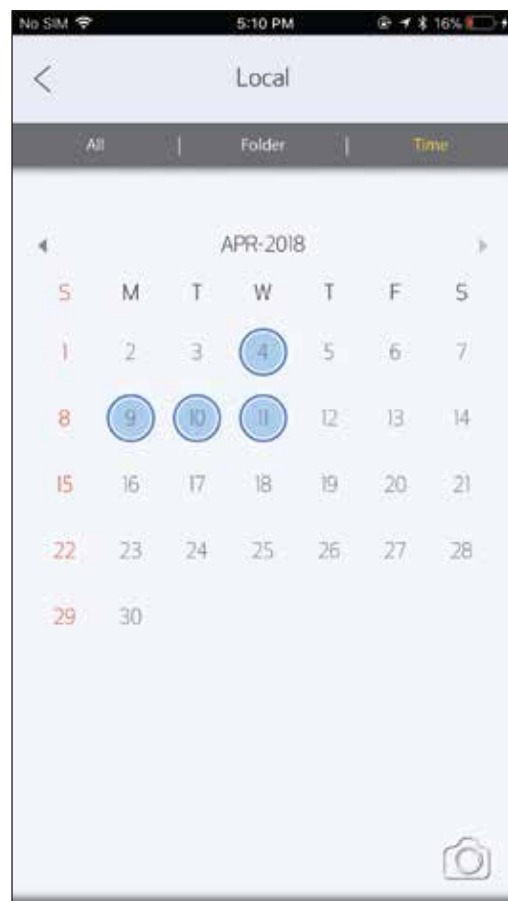 No SIM 5:10 PM 16%
Local
All | Folder | Time
APR-2018
S M T W T F S
1 2 3 4 5 6 7
8 9 10 11 12 13 14
15 16 17 18 19 20 21
22 23 24 25 26 27 28
29 30